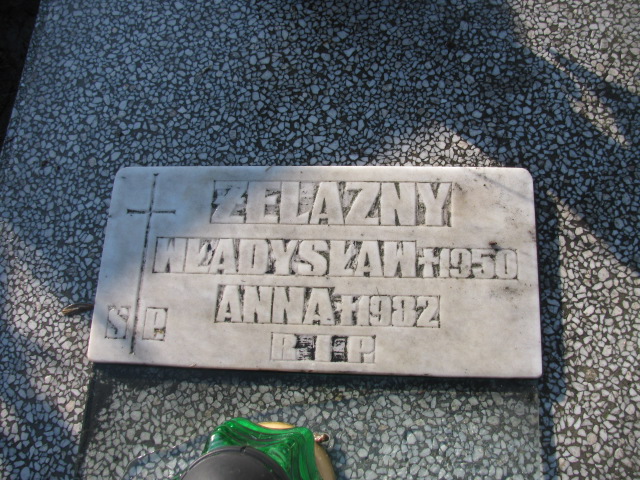 ZELAZNY
WŁADYSŁAW †1950
ANNA †1982
S P
R I P